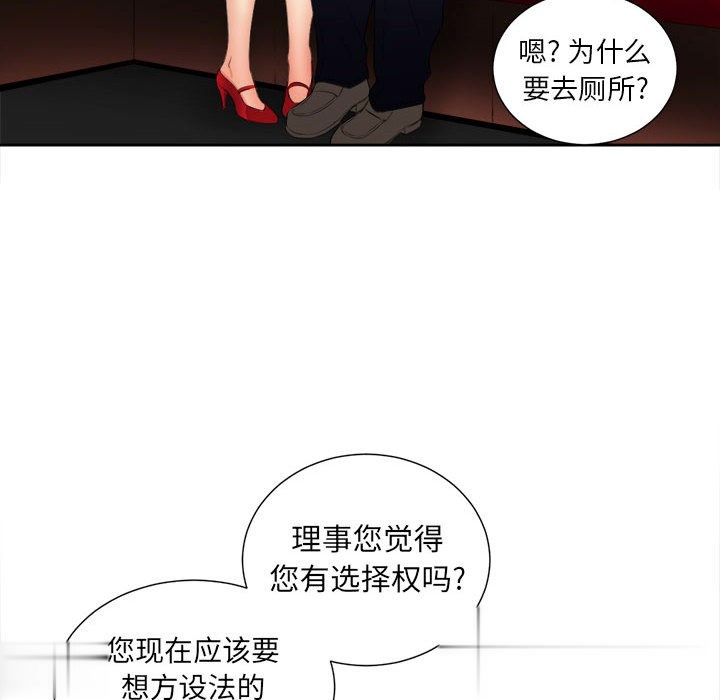 嗯? 为什么
要去厕所?
理事您觉得
您有选择权吗?
您现在应该要
想方设法的